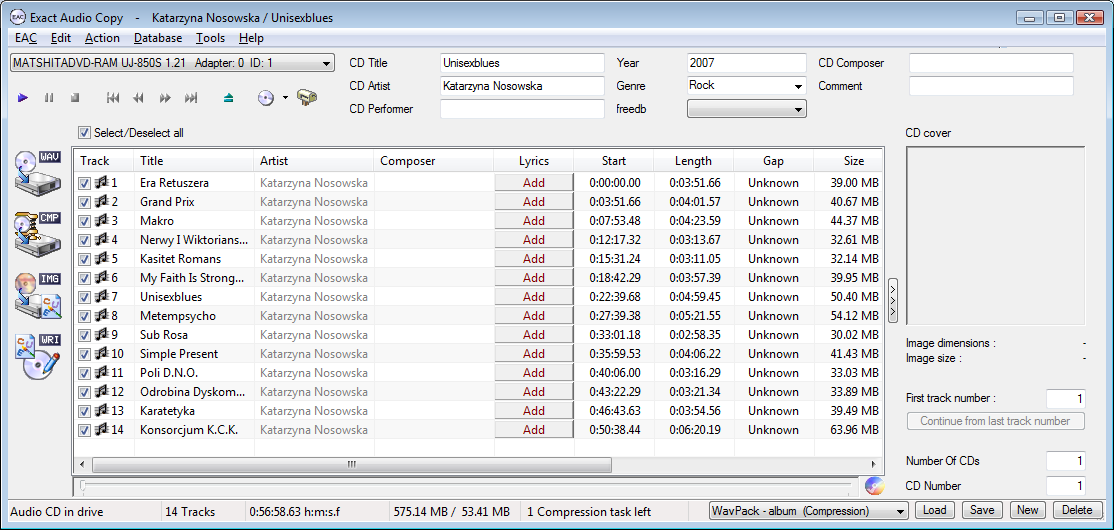 EAC Exact Audio Copy - Katarzyna Nosowska / Unisexblues
EAC Edit Action Database Tools Help
MATSHITADVD-RAM UJ-850S 1.21 Adapter: 0 ID: 1
CD Title Unisexblues Year 2007 CD Composer
CD Artist Katarzyna Nosowska Genre Rock Comment
CD Performer freedb
Select/Deselect all CD cover
WAV
CMP
IMG
WRI
Track Title Artist Composer Lyrics Start Length Gap Size
1 Era Retuszera Katarzyna Nosowska Add 0:00:00.00 0:03:51.66 Unknown 39.00 MB
2 Grand Prix Katarzyna Nosowska Add 0:03:51.66 0:04:01.57 Unknown 40.67 MB
3 Makro Katarzyna Nosowska Add 0:07:53.48 0:04:23.59 Unknown 44.37 MB
4 Nerwy I Wiktorians... Katarzyna Nosowska Add 0:12:17.32 0:03:13.67 Unknown 32.61 MB
5 Kasitet Romans Katarzyna Nosowska Add 0:15:31.24 0:03:11.05 Unknown 32.14 MB
6 My Faith Is Strong... Katarzyna Nosowska Add 0:18:42.29 0:03:57.39 Unknown 39.95 MB
7 Unisexblues Katarzyna Nosowska Add 0:22:39.68 0:04:59.45 Unknown 50.40 MB
8 Metempsycho Katarzyna Nosowska Add 0:27:39.38 0:05:21.55 Unknown 54.12 MB
9 Sub Rosa Katarzyna Nosowska Add 0:33:01.18 0:02:58.35 Unknown 30.02 MB
10 Simple Present Katarzyna Nosowska Add 0:35:59.53 0:04:06.22 Unknown 41.43 MB
11 Poli D.N.O. Katarzyna Nosowska Add 0:40:06.00 0:03:16.29 Unknown 33.03 MB
12 Odrobina Dyskom... Katarzyna Nosowska Add 0:43:22.29 0:03:21.34 Unknown 33.89 MB
13 Karatetyka Katarzyna Nosowska Add 0:46:43.63 0:03:54.56 Unknown 39.49 MB
14 Konsorcjum K.C.K. Katarzyna Nosowska Add 0:50:38.44 0:06:20.19 Unknown 63.96 MB
Image dimensions : -
Image size : -
First track number : 1
Continue from last track number
Number Of CDs 1
CD Number 1
Audio CD in drive 14 Tracks 0:56:58.63 h:m:s.f 575.14 MB / 53.41 MB 1 Compression task left WavPack - album (Compression) Load Save New Delete